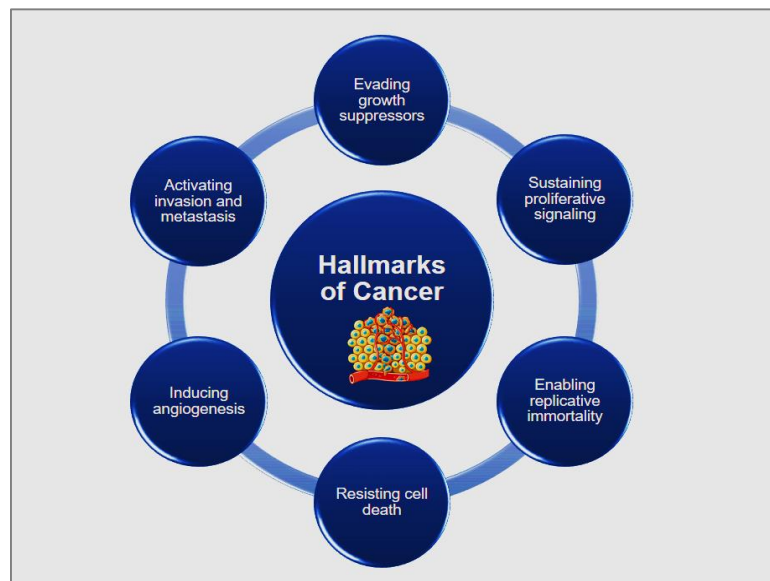 Evading
growth
suppressors
Sustaining
proliferative
signaling
Enabling
replicative
immortality
Resisting cell
death
Inducing
angiogenesis
Activating
invasion and
metastasis
Hallmarks
of Cancer